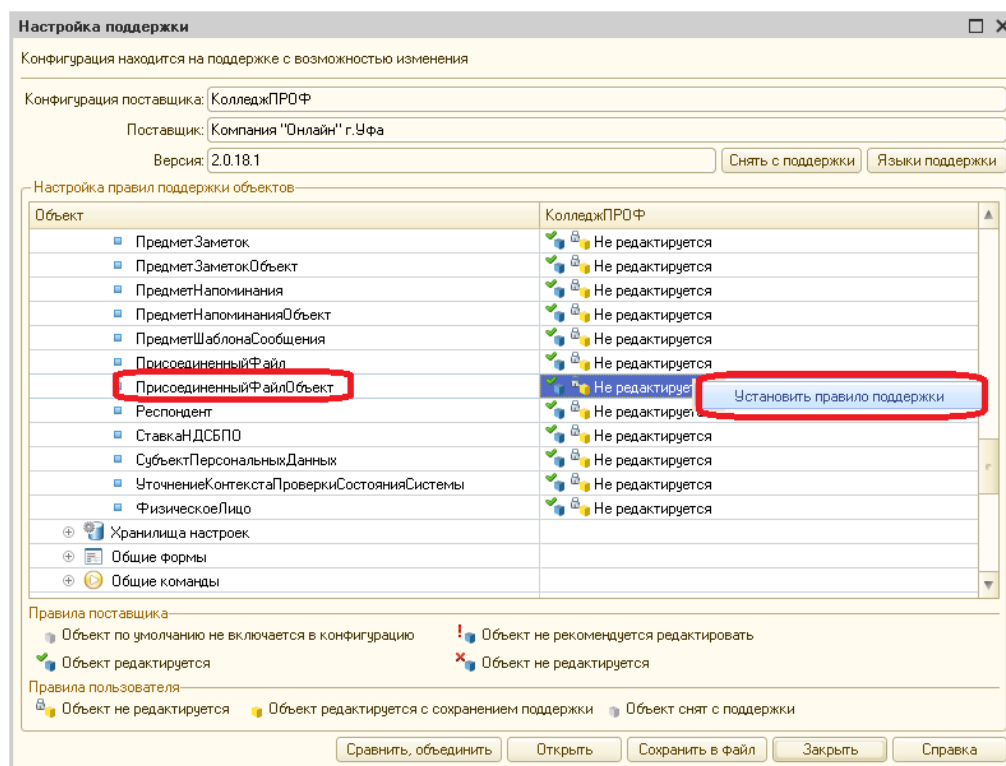 Настройка поддержки
Конфигурация находится на поддержке с возможностью изменения
Конфигурация поставщика: КолледжПРОФ
Поставщик: Компания "Онлайн" г.Уфа
Версия: 2.0.18.1 Снять с поддержки Языки поддержки
Настройка правил поддержки объектов
Объект КолледжПРОФ
ПредметЗаметок Не редактируется
ПредметЗаметокОбъект Не редактируется
ПредметНапоминания Не редактируется
ПредметНапоминанияОбъект Не редактируется
ПредметШаблонаСообщения Не редактируется
ПрисоединенныйФайл Не редактируется
ПрисоединенныйФайлОбъект Не редактирует Установить правило поддержки
Респондент Не редактируется
СтавкаНДСБПО Не редактируется
СубъектПерсональныхДанных Не редактируется
УточнениеКонтекстаПроверкиСостоянияСистемы Не редактируется
ФизическоеЛицо Не редактируется
Хранилища настроек
Общие формы
Общие команды
Правила поставщика
Объект по умолчанию не включается в конфигурацию Объект не рекомендуется редактировать
Объект редактируется Объект не редактируется
Правила пользователя
Объект не редактируется Объект редактируется с сохранением поддержки Объект снят с поддержки
Сравнить, объединить Открыть Сохранить в файл Закрыть Справка